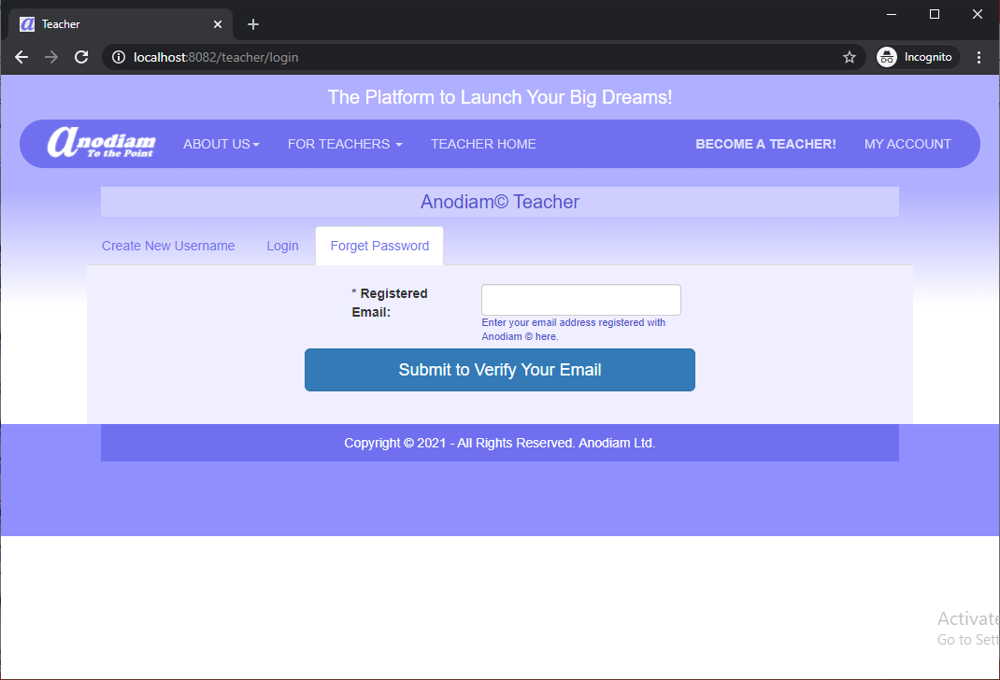 Teacher
localhost:8082/teacher/login
Incognito
The Platform to Launch Your Big Dreams!
anodiam
To the Point
ABOUT US
FOR TEACHERS
TEACHER HOME
BECOME A TEACHER!
MY ACCOUNT
Anodiam© Teacher
Create New Username
Login
Forget Password
* Registered
Email:
Enter your email address registered with
Anodiam © here.
Submit to Verify Your Email
Copyright © 2021 - All Rights Reserved. Anodiam Ltd.
Activate
Go to Sett